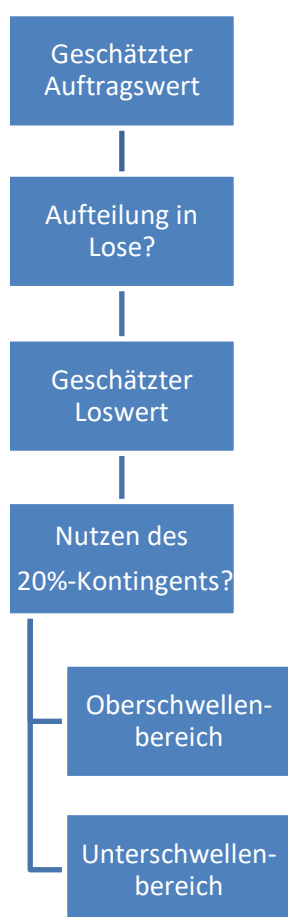 Geschätzter
Auftragswert
Aufteilung in
Lose?
Geschätzter
Loswert
Nutzen des
20%-Kontingents?
Oberschwellen-
bereich
Unterschwellen-
bereich